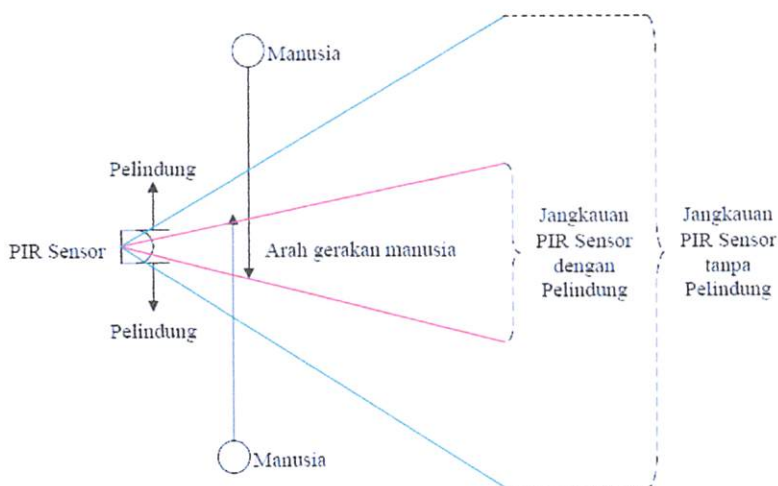 Manusia
Pelindung
PIR Sensor
Arah gerakan manusia
Pelindung
Manusia
Jangkauan
PIR Sensor
dengan
Pelindung
Jangkauan
PIR Sensor
tanpa
Pelindung